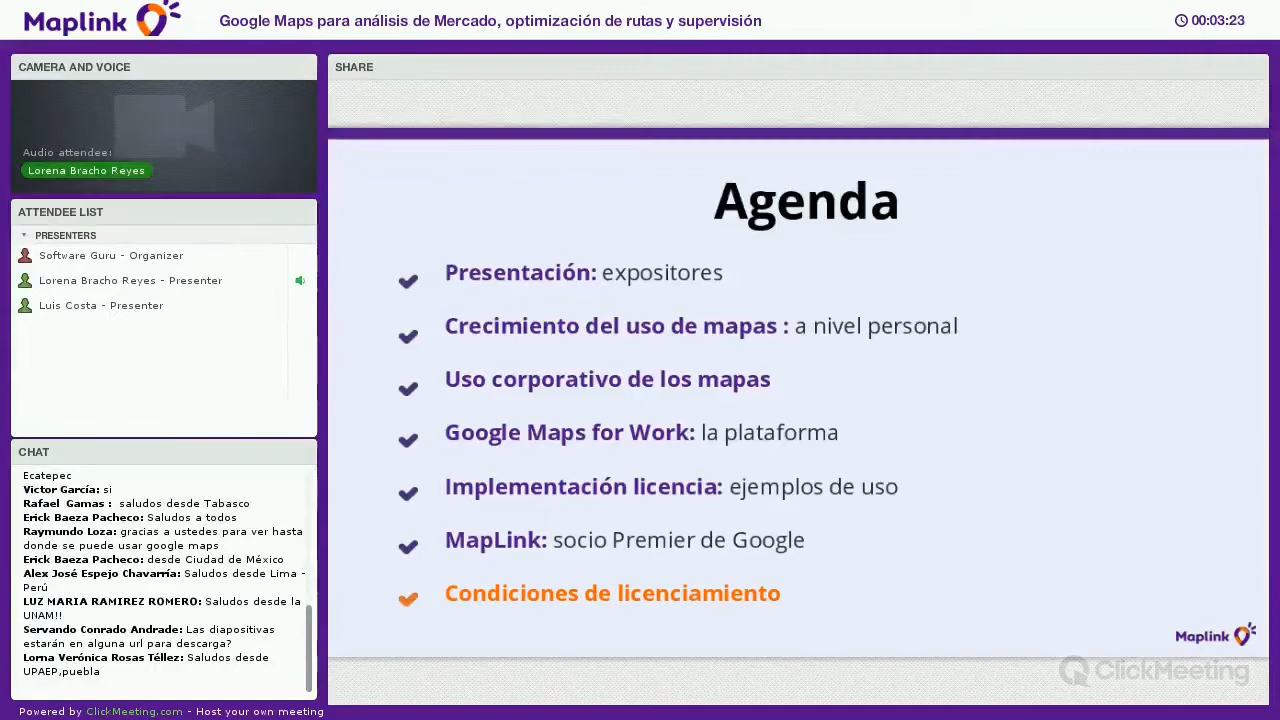 Maplink
Google Maps para análisis de Mercado, optimización de rutas y supervisión
00:03:23
CAMERA AND VOICE
Audio attendee:
Lorena Bracho Reyes
ATTENDEE LIST
PRESENTERS
Software Guru - Organizer
Lorena Bracho Reyes - Presenter
Luis Costa - Presenter
CHAT
Ecatepec
Victor García: si
Rafael Gamas : saludos desde Tabasco
Erick Baeza Pacheco: Saludos a todos
Raymundo Loza: gracias a ustedes para ver hasta
donde se puede usar google maps
Erick Baeza Pacheco: desde Ciudad de México
Alex José Espejo Chavarría: Saludos desde Lima -
Perú
LUZ MARIA RAMIREZ ROMERO: Saludos desde la
UNAM!!
Servando Conrado Andrade: Las diapositivas
estarán en alguna url para descarga?
Lorna Verónica Rosas Téllez: Saludos desde
UPAEP,puebla
Powered by ClickMeeting.com - Host your own meeting
SHARE
Agenda
Presentación: expositores
Crecimiento del uso de mapas : a nivel personal
Uso corporativo de los mapas
Google Maps for Work: la plataforma
Implementación licencia: ejemplos de uso
MapLink: socio Premier de Google
Condiciones de licenciamiento
Maplink
ClickMeeting